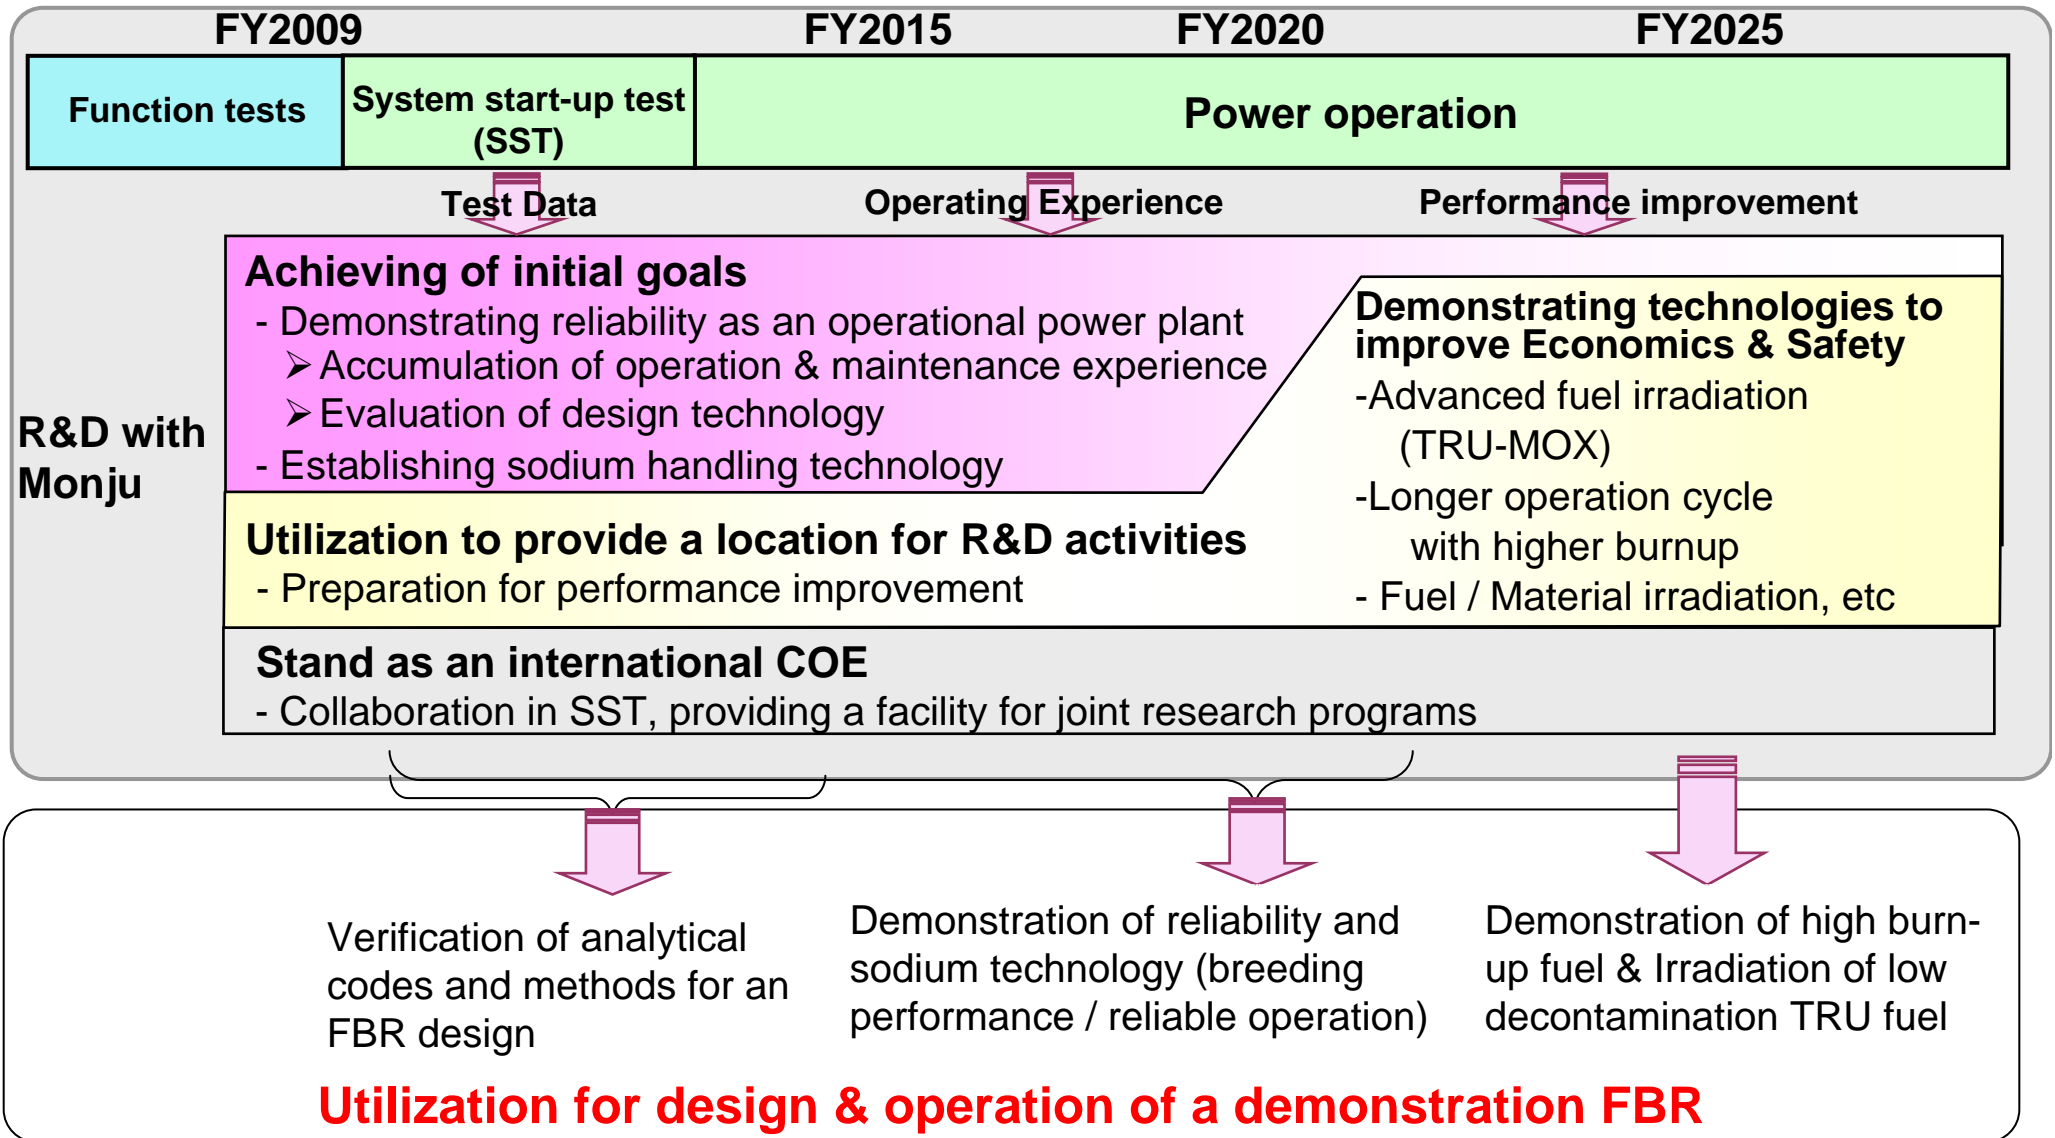 FY2009 FY2015 FY2020 FY2025
Function tests
System start-up test
(SST)
Power operation
Test Data
Operating Experience
Performance improvement
R&D with
Monju
Achieving of initial goals
- Demonstrating reliability as an operational power plant
➢ Accumulation of operation & maintenance experience
➢ Evaluation of design technology
- Establishing sodium handling technology
Demonstrating technologies to
improve Economics & Safety
-Advanced fuel irradiation
(TRU-MOX)
-Longer operation cycle
with higher burnup
- Fuel / Material irradiation, etc
Utilization to provide a location for R&D activities
- Preparation for performance improvement
Stand as an international COE
- Collaboration in SST, providing a facility for joint research programs
Verification of analytical
codes and methods for an
FBR design
Demonstration of reliability and
sodium technology (breeding
performance / reliable operation)
Demonstration of high burn-
up fuel & Irradiation of low
decontamination TRU fuel
Utilization for design & operation of a demonstration FBR